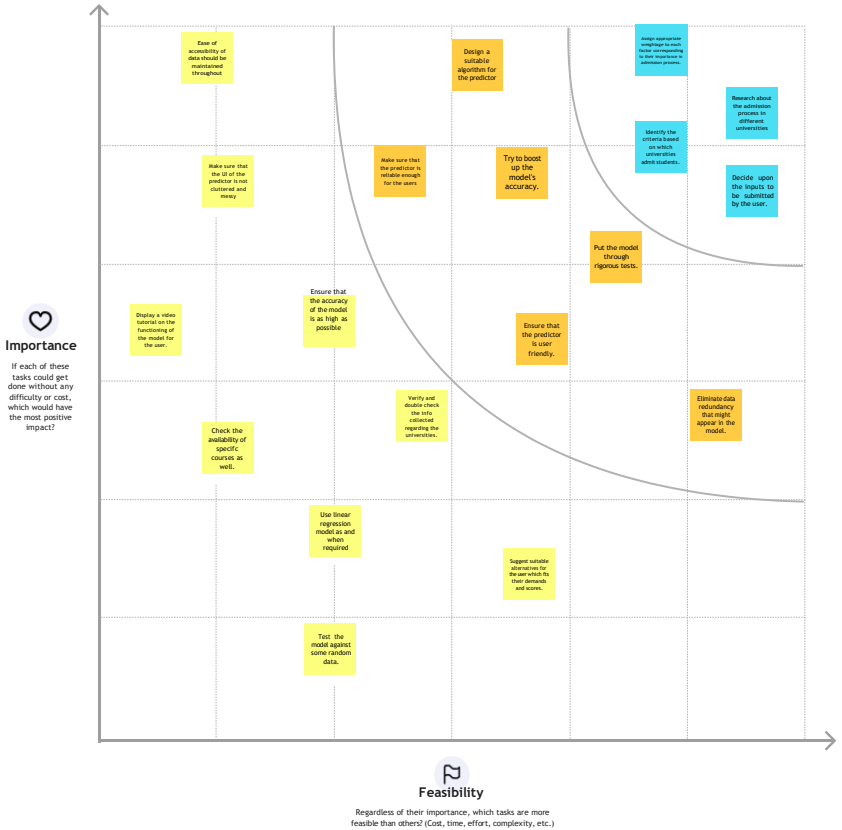 Ease of
accessibility of
data should be
maintained
throughout
Design a
suitable
algorithm for
the predictor
Assign appropriate
weightage to each
factor corresponding
to their importance is
admission process.
Research about
the admission
process in
different
universities
Identify the
criteria based
on which
universities
admit students.
Make sure that
the UI of the
predictor is not
cluttered and
messy
Make sure that
the predictor is
reliable enough
for the users
Try to boost
up the
model's
accuracy.
Decide upon
the inputs to
be submitted
by the user.
Put the model
through
rigorous tests.
Display a video
tutorial on the
functioning of
the model for
the user.
Ensure that
the accuracy
of the model
is as high as
possible
Ensure that
the predictor
is user
friendly.
Importance
If each of these
tasks could get
done without any
difficulty or cost,
which would have
the most positive
impact?
Verify and
double check
the info
collected
regarding the
universities.
Eliminate data
redundancy
that might
appear in the
model.
Check the
availability of
specifc
courses as
well.
Use linear
regression
model as and
when
required
Suggest suitable
alternatives for
the user which fits
their demands
and scores.
Test the
model against
some random
data.
Feasibility
Regardless of their importance, which tasks are more
feasible than others? (Cost, time, effort, complexity, etc.)